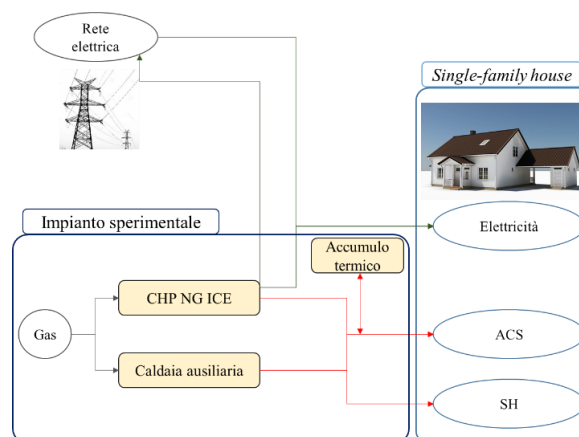 Rete
elettrica
Single-family house
Impianto sperimentale
Elettricità
Accumulo
termico
CHP NG ICE
Gas
ACS
Caldaia ausiliaria
SH